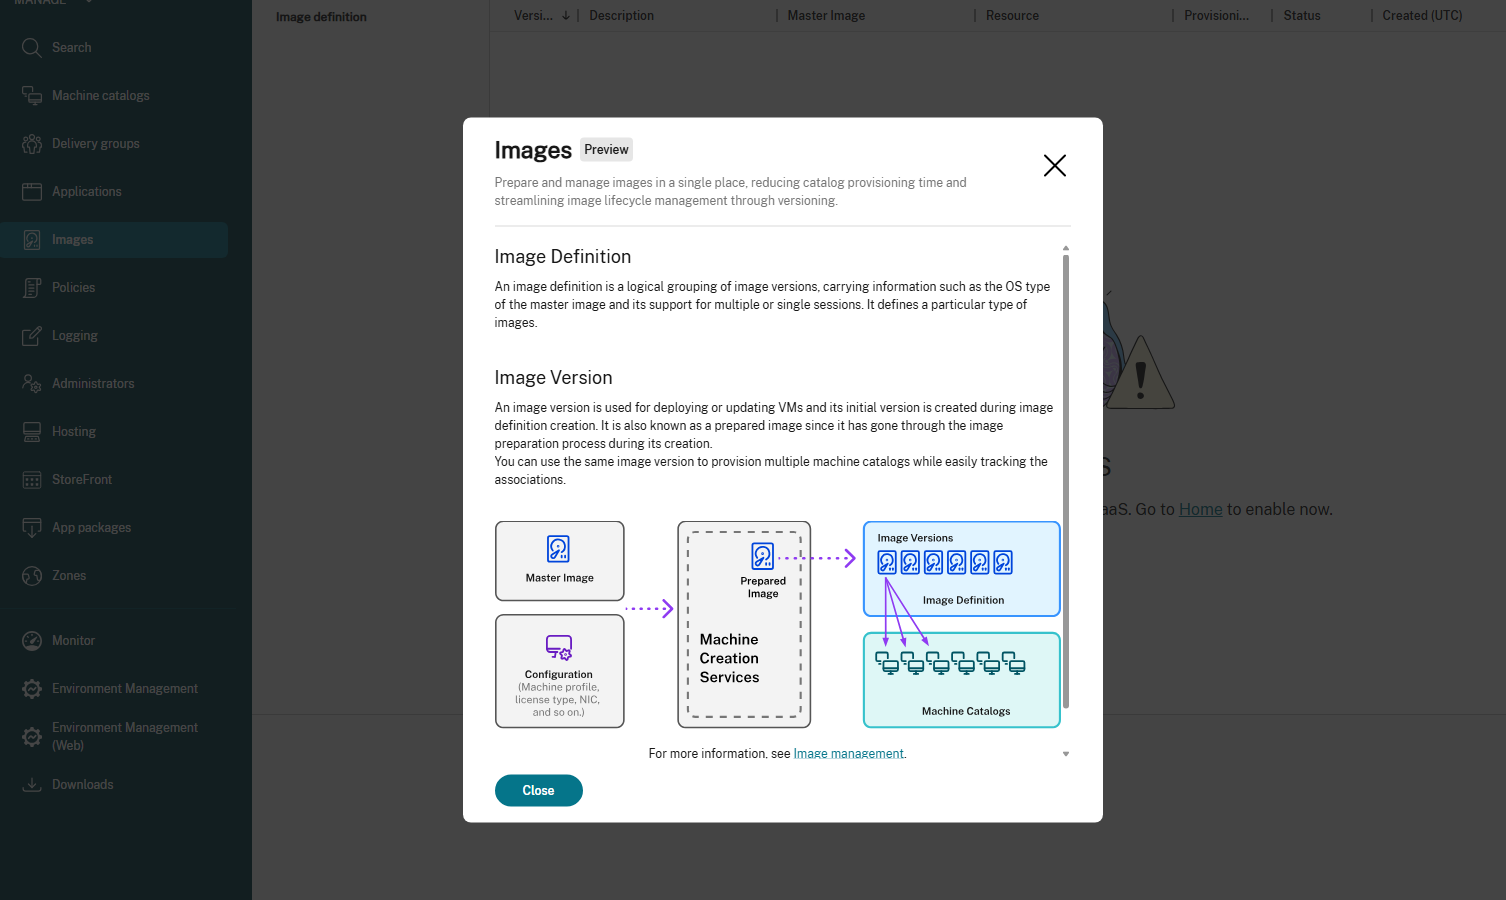 MANAGE
Search
Machine catalogs
Delivery groups
Applications
Images
Policies
Logging
Administrators
Hosting
StoreFront
App packages
Zones
Monitor
Environment Management
Environment Management
(Web)
Downloads
Image definition
Versi... Description Master Image Resource Provisioni... Status Created (UTC)
Images Preview
Prepare and manage images in a single place, reducing catalog provisioning time and
streamlining image lifecycle management through versioning.
Image Definition
An image definition is a logical grouping of image versions, carrying information such as the OS type
of the master image and its support for multiple or single sessions. It defines a particular type of
images.
Image Version
An image version is used for deploying or updating VMs and its initial version is created during image
definition creation. It is also known as a prepared image since it has gone through the image
preparation process during its creation.
You can use the same image version to provision multiple machine catalogs while easily tracking the
associations.
Master Image
Configuration
(Machine profile,
license type, NIC,
and so on.)
Prepared
Image
Machine
Creation
Services
Image Versions
Image Definition
Machine Catalogs
For more information, see Image management.
Close
Go to Home to enable now.